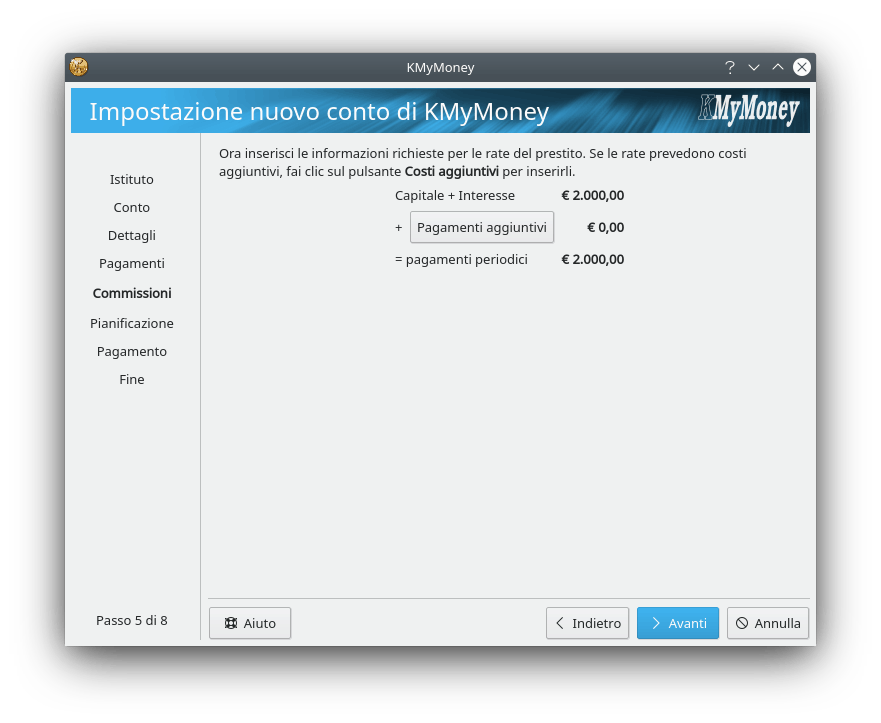 KMyMoney
Impostazione nuovo conto di KMyMoney
KMyMoney
Istituto
Conto
Dettagli
Pagamenti
Commissioni
Pianificazione
Pagamento
Fine
Passo 5 di 8
Ora inserisci le informazioni richieste per le rate del prestito. Se le rate prevedono costi
aggiuntivi, fai clic sul pulsante Costi aggiuntivi per inserirli.
Capitale + Interesse € 2.000,00
+ Pagamenti aggiuntivi € 0,00
= pagamenti periodici € 2.000,00
Aiuto Indietro Avanti Annulla